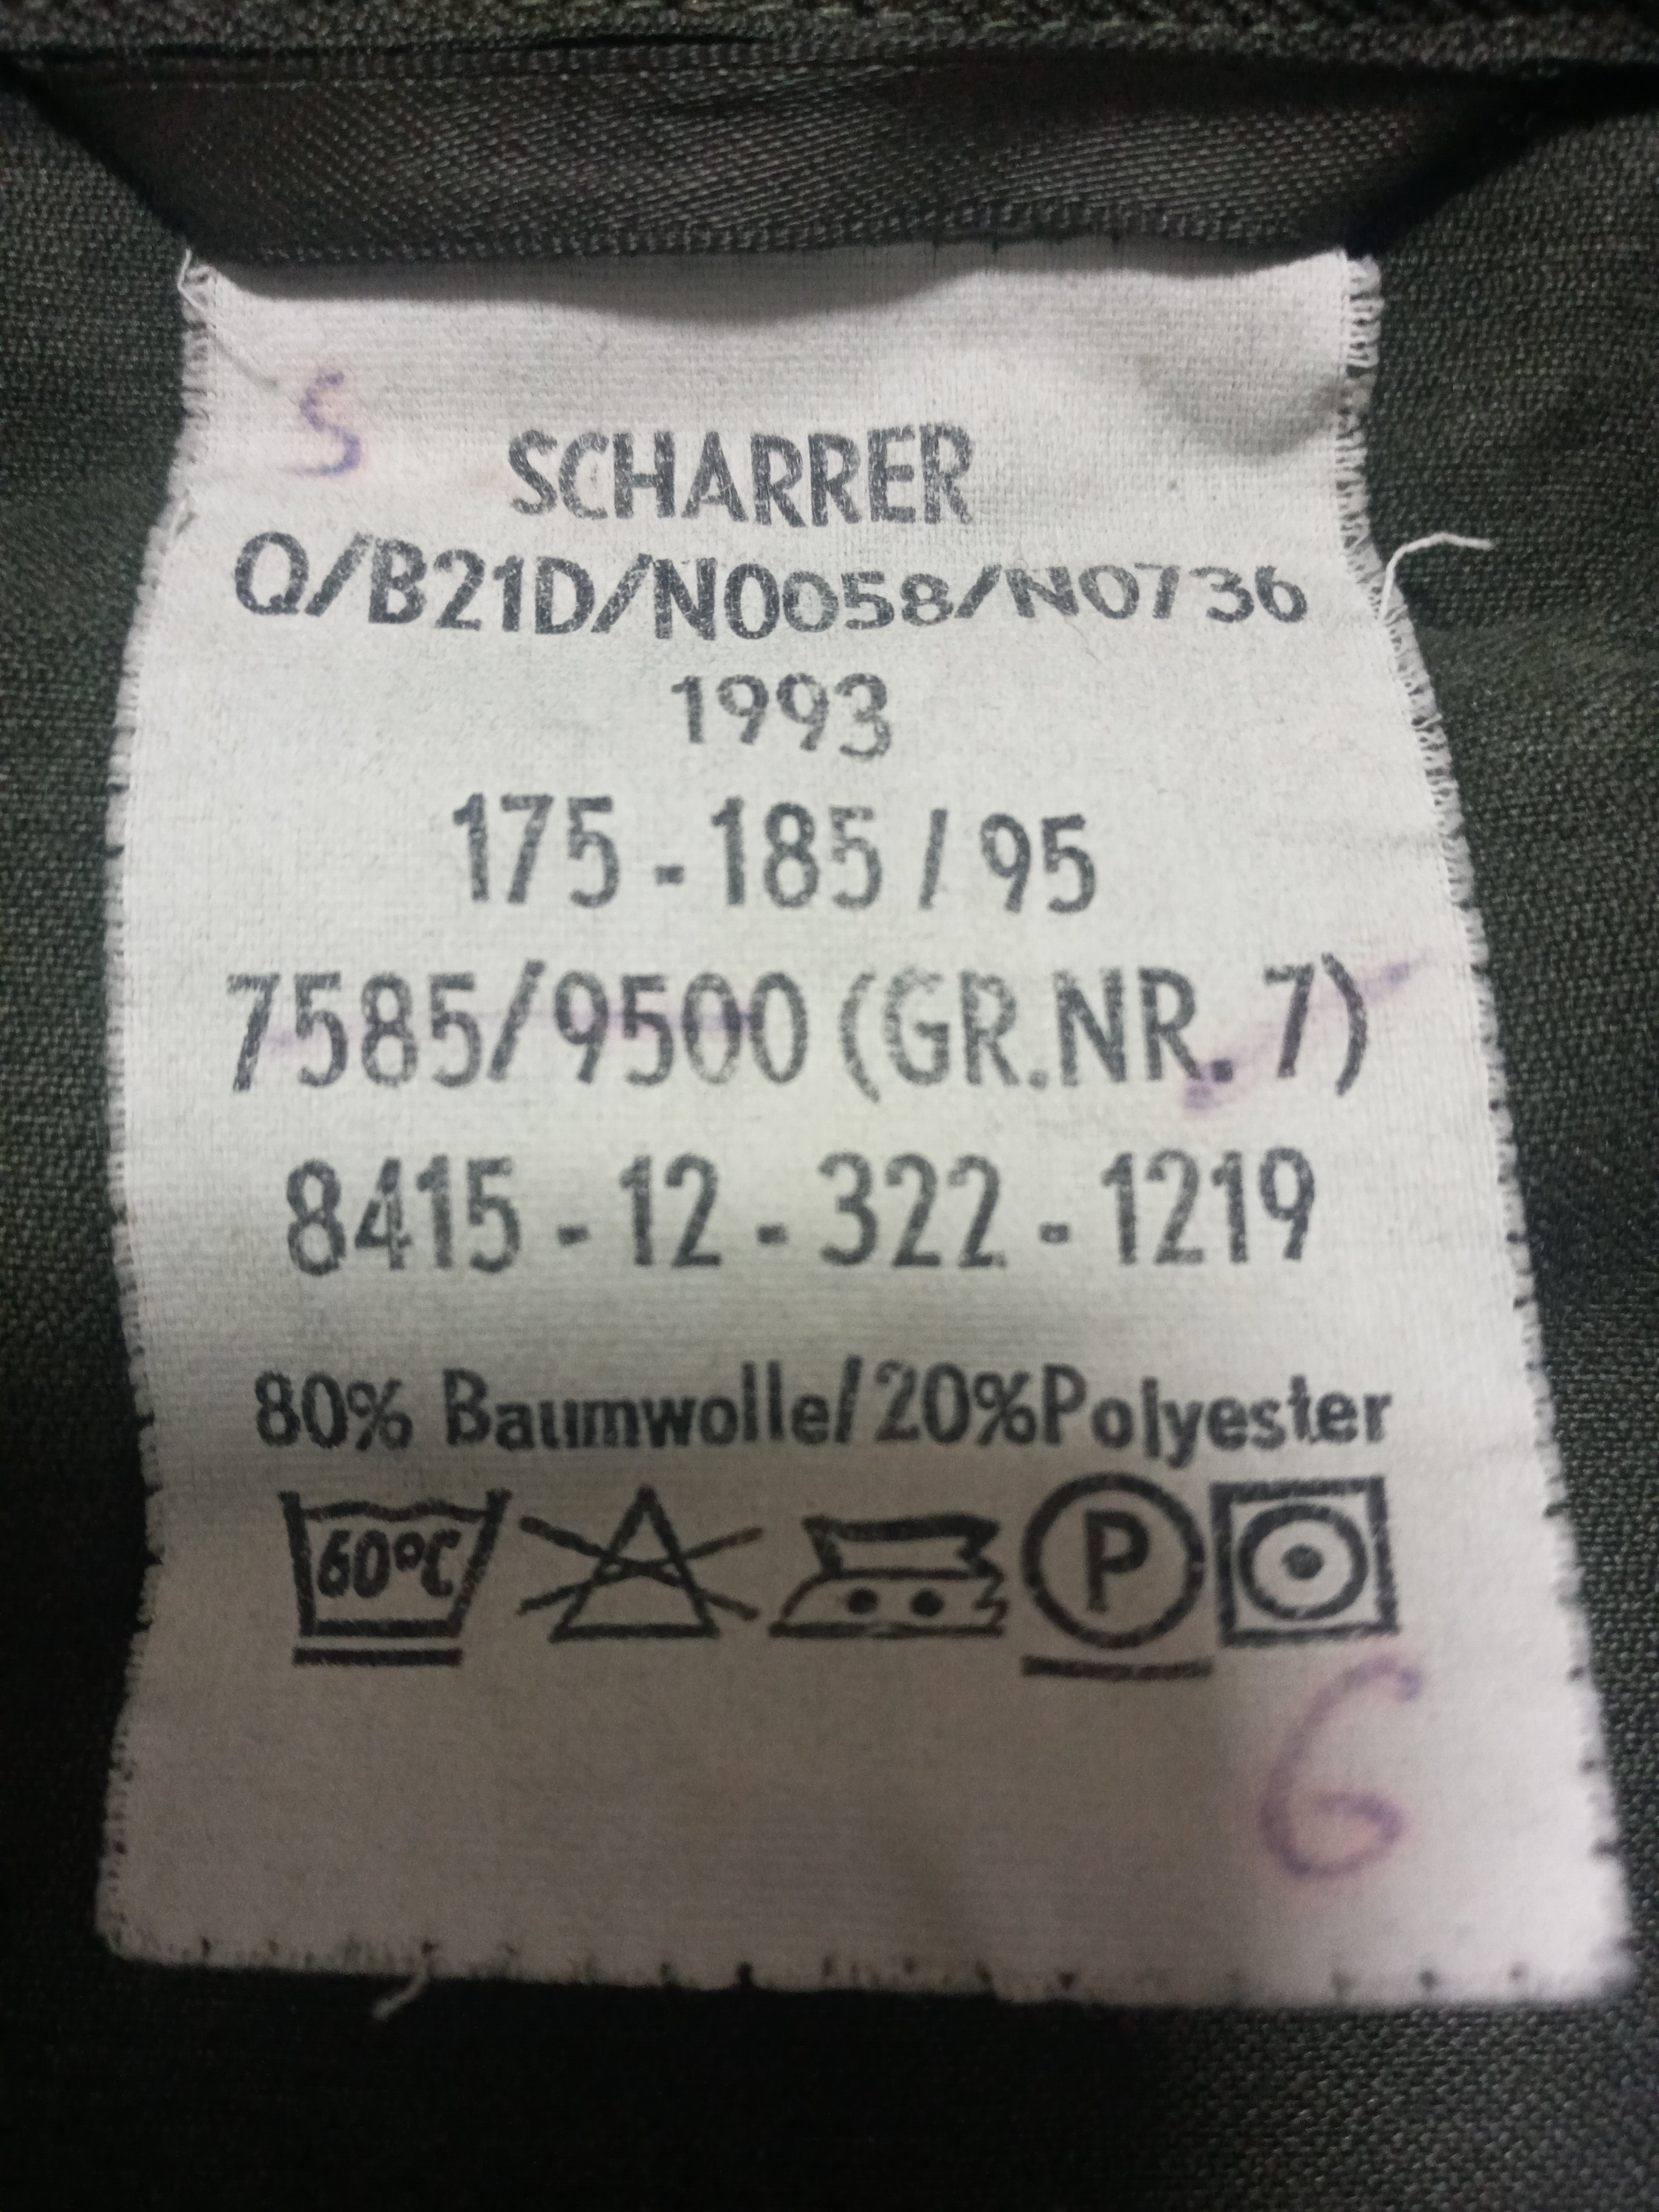 S
SCHARRER
Q/B21D/N0058/N0736
1993
175 - 185 / 95
7585/9500 (GR.NR. 7)
8415 - 12 - 322 - 1219
80% Baumwolle/20%Polyester
60°C P
6